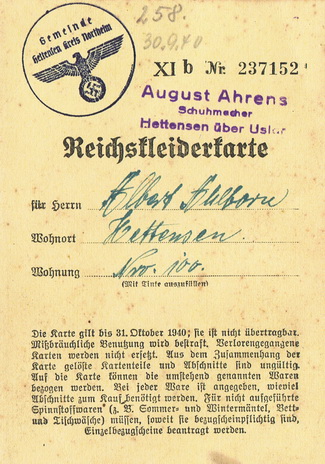 Gemeinde
Hettensen Kreis Northeim
258.
30.9.40
XI b Nr. 237152
August Ahrens
Schuhmacher
Hettensen über Uslar
Reichskleiderkarte
für Herrn Albert Ahlborn
Wohnort Hettensen.
Wohnung Nro. 100.
(Mit Tinte auszufüllen)
Die Karte gilt bis 31. Oktober 1940; sie ist nicht übertragbar.
Mißbräuchliche Benutzung wird bestraft. Verlorengegangene
Karten werden nicht ersetzt. Aus dem Zusammenhang der
Karte gelöste Kartenteile und Abschnitte sind ungültig.
Auf die Karte können die umstehend genannten Waren
bezogen werden. Bei jeder Ware ist angegeben, wieviel
Abschnitte zum Kauf benötigt werden. Für nicht aufgeführte
Spinnstoffwaren (z. B. Sommer- und Wintermäntel, Bett-
und Tischwäsche) müssen, soweit sie bezugscheinpflichtig sind,
Einzelbezugscheine beantragt werden.